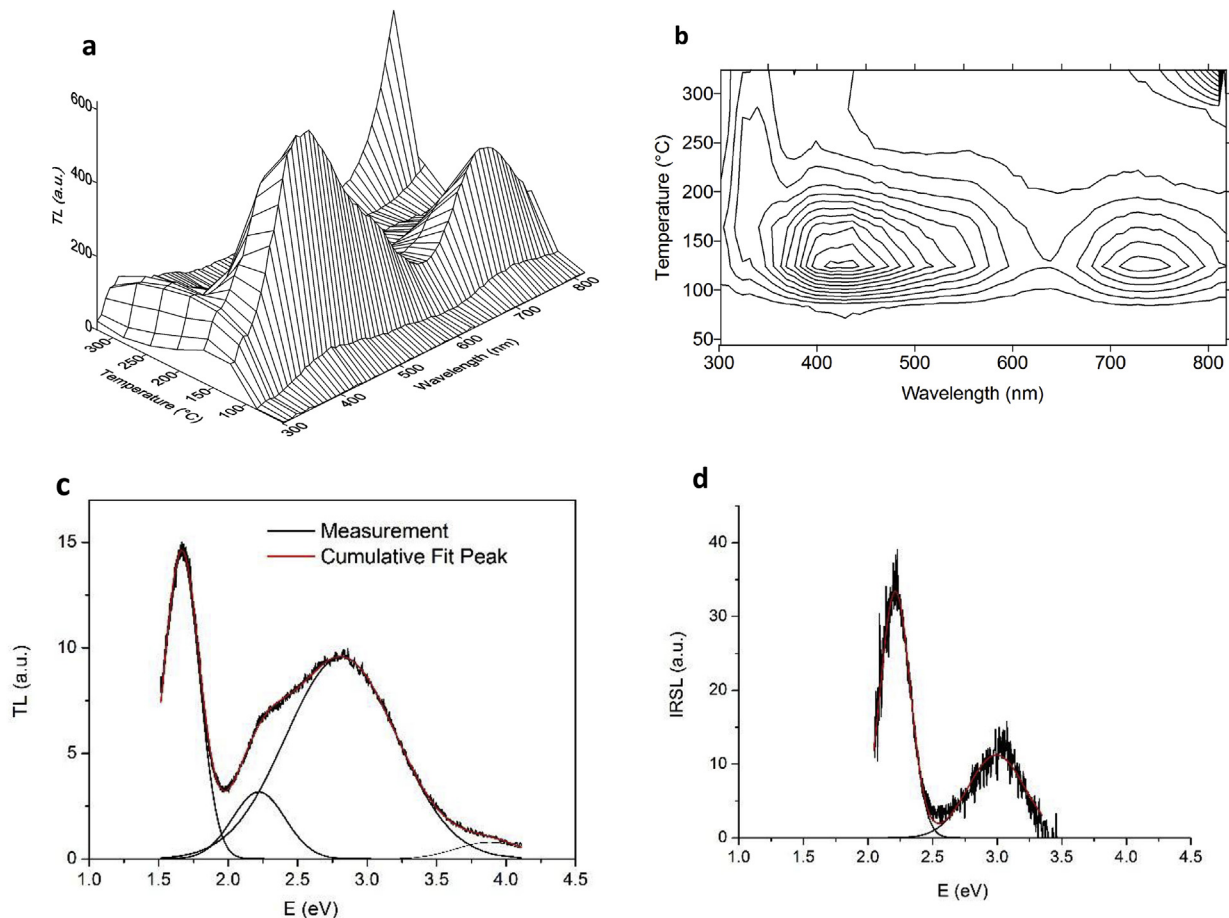 a
600
400
200
0
TL (a.u.)
300
250
200
150
100
Temperature (°C)
300
400
500
600
700
800
Wavelength (nm)
b
300
250
200
150
100
50
Temperature (°C)
300 400 500 600 700 800
Wavelength (nm)
c
Measurement
Cumulative Fit Peak
15
10
5
0
TL (a.u.)
1.0 1.5 2.0 2.5 3.0 3.5 4.0 4.5
E (eV)
d
40
30
20
10
0
IRSL (a.u.)
1.0 1.5 2.0 2.5 3.0 3.5 4.0 4.5
E (eV)